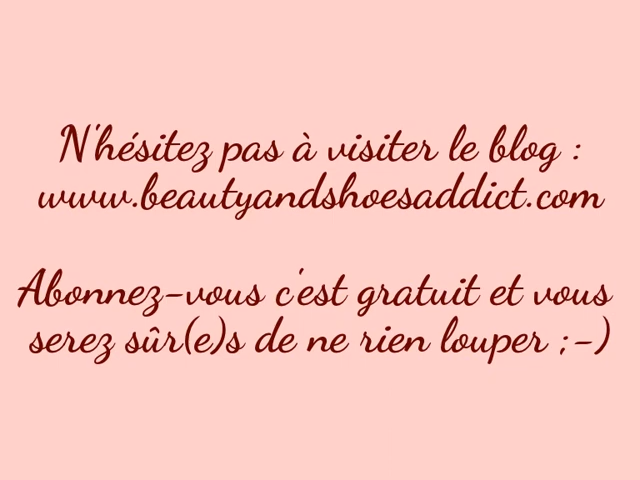 N'hésitez pas à visiter le blog :
www.beautyandshoesaddict.com
Abonnez-vous c'est gratuit et vous
serez sûr(e)s de ne rien louper ;-)